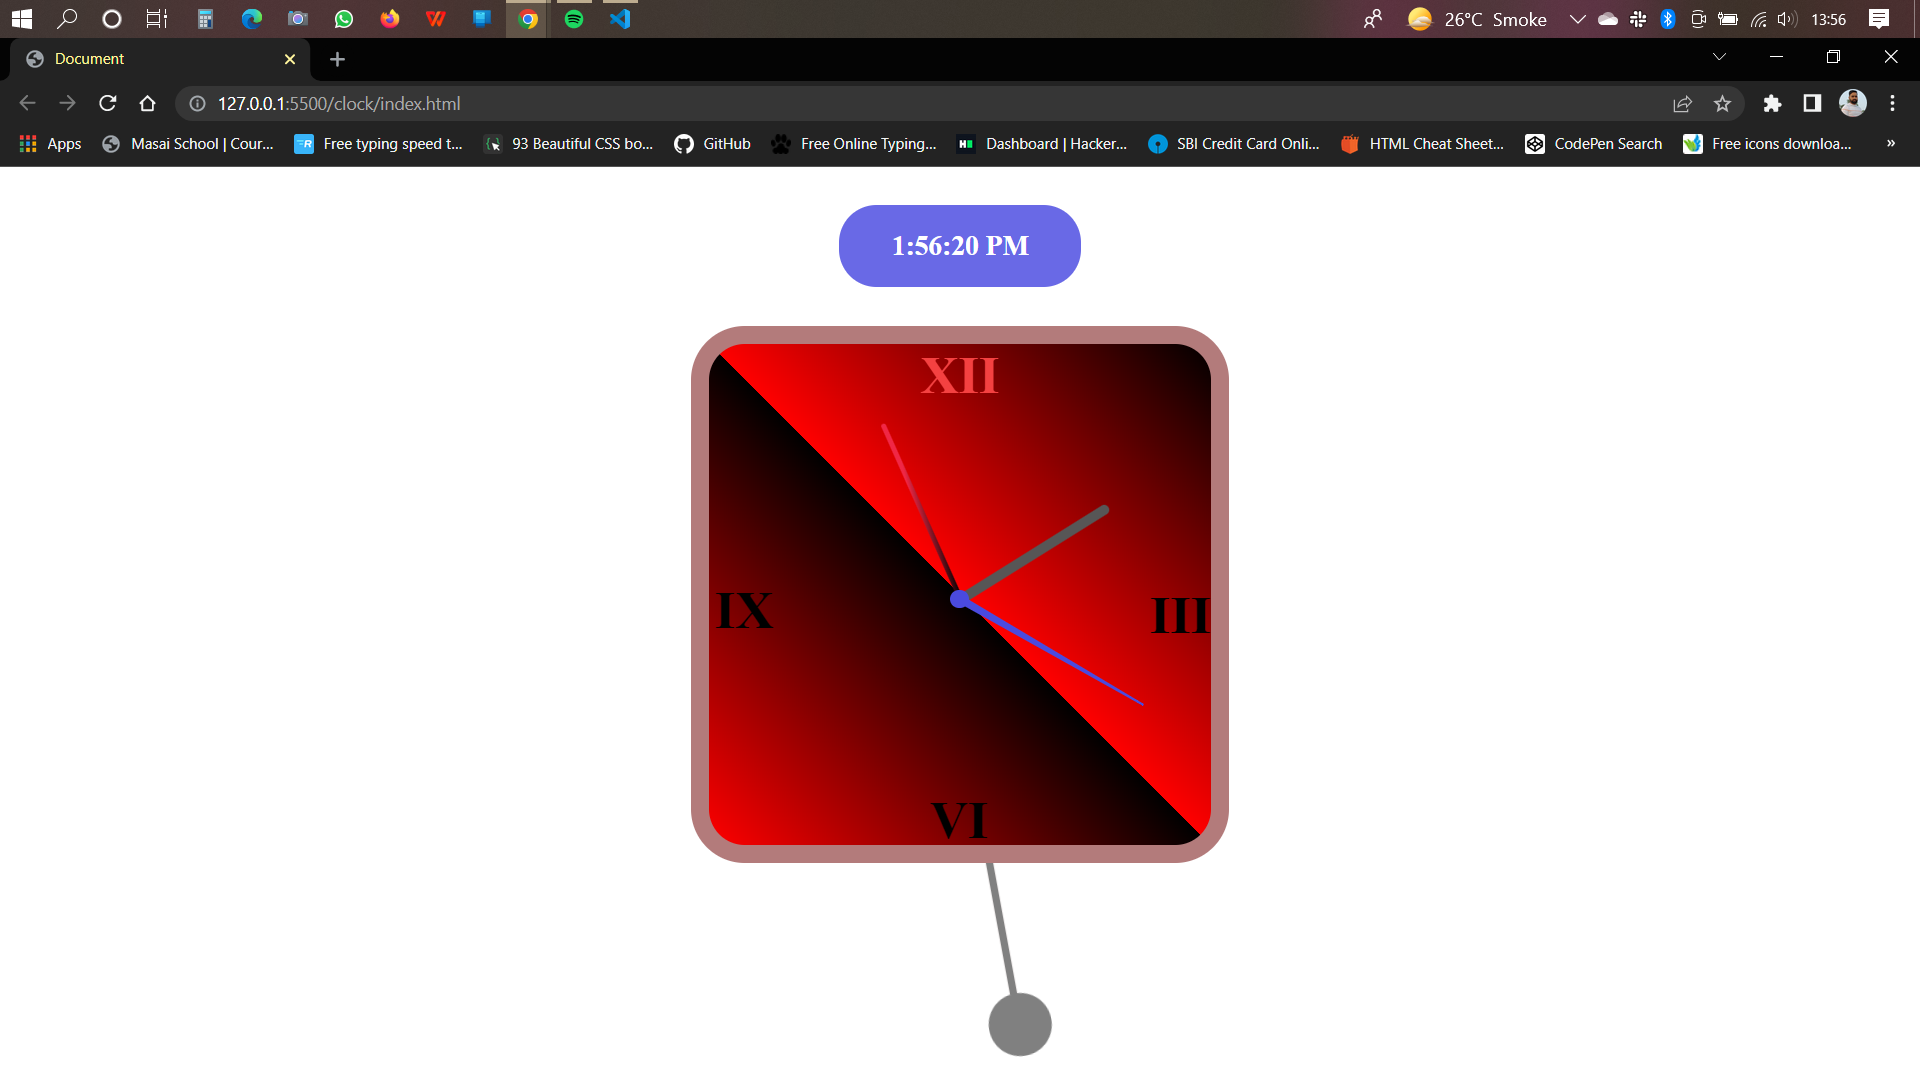 26°C Smoke
13:56
Document
127.0.0.1:5500/clock/index.html
Apps
Masai School | Cour...
Free typing speed t...
93 Beautiful CSS bo...
GitHub
Free Online Typing...
Dashboard | Hacker...
SBI Credit Card Onli...
HTML Cheat Sheet...
CodePen Search
Free icons downloa...
»
1:56:20 PM
XII
IX
III
VI